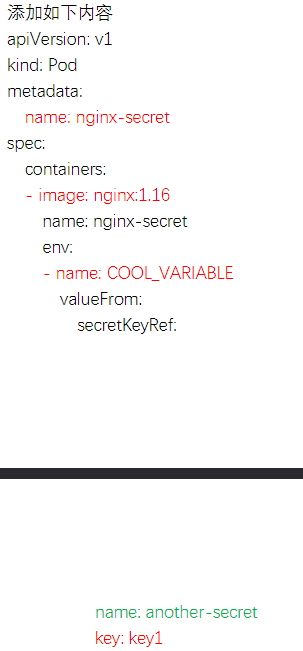 添加如下内容
apiVersion: v1
kind: Pod
metadata:
name: nginx-secret
spec:
containers:
- image: nginx:1.16
name: nginx-secret
env:
- name: COOL_VARIABLE
valueFrom:
secretKeyRef:
name: another-secret
key: key1